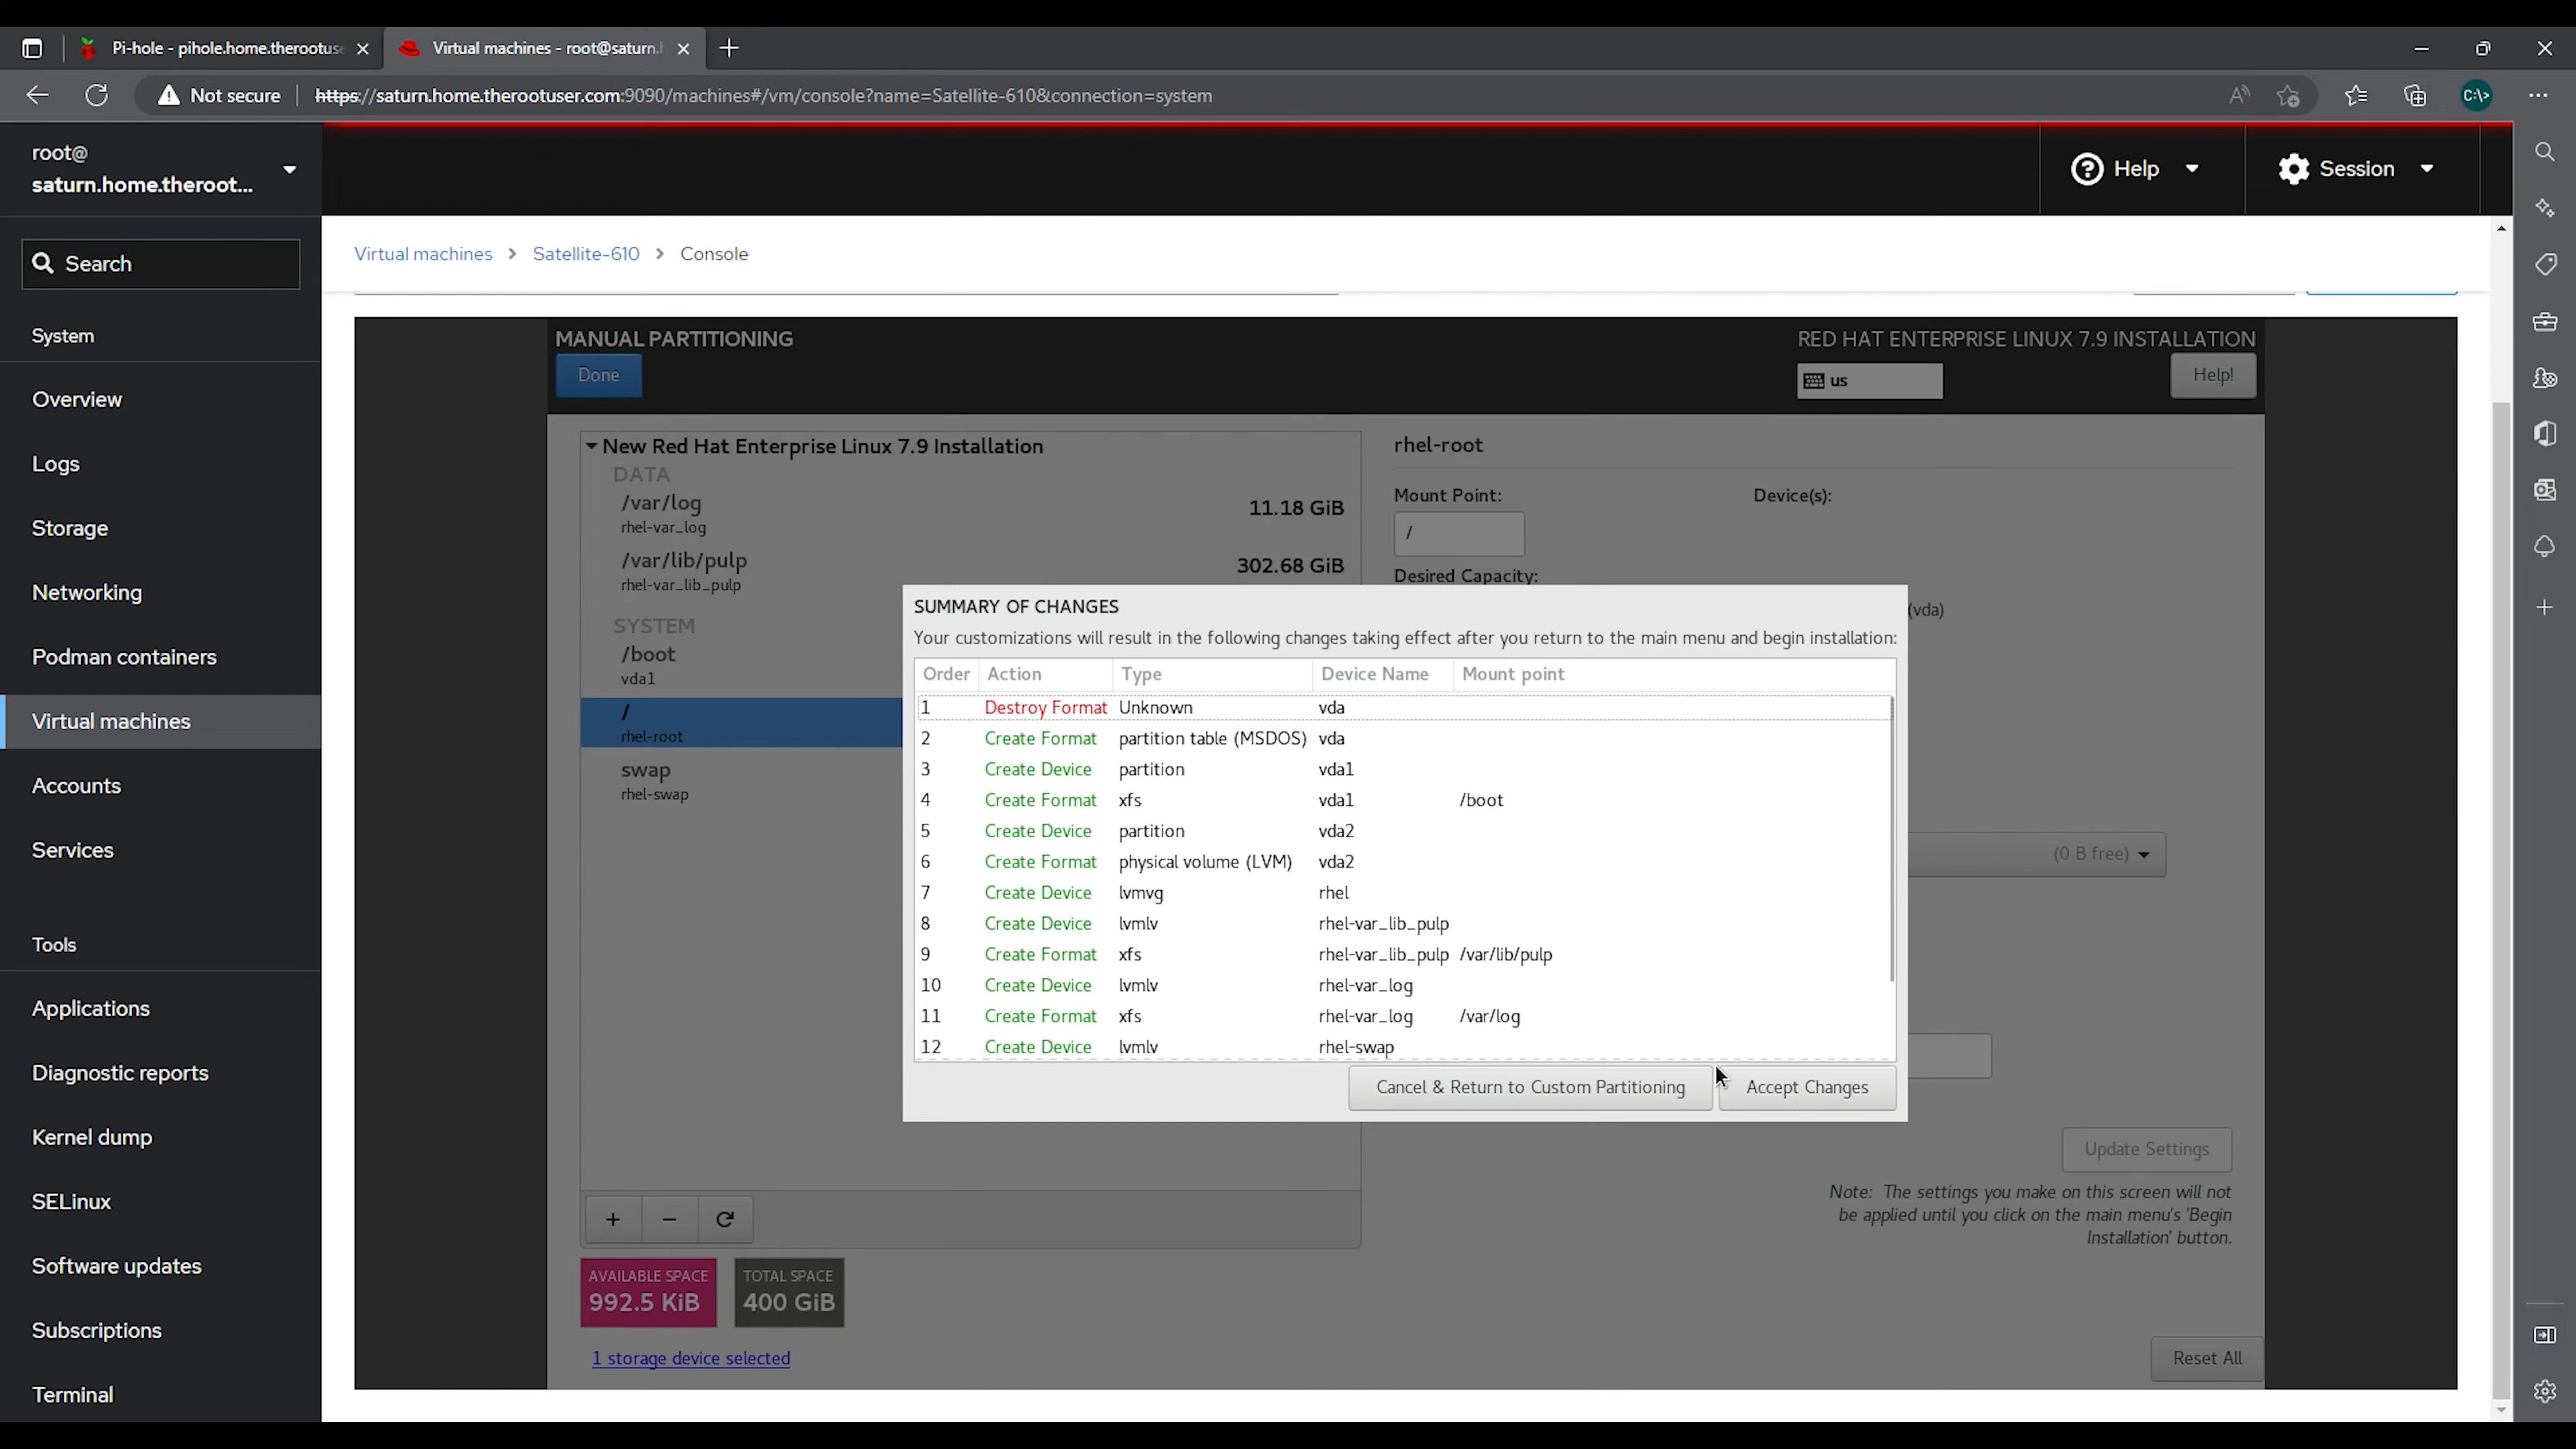 Pi-hole - pihole.home.therootuse
Virtual machines - root@saturn.h
Not secure
https://saturn.home.therootuser.com:9090/machines#/vm/console?name=Satellite-610&connection=system
C:\>
root@
saturn.home.theroot...
Help
Session
Search
System
Overview
Logs
Storage
Networking
Podman containers
Virtual machines
Accounts
Services
Tools
Applications
Diagnostic reports
Kernel dump
SELinux
Software updates
Subscriptions
Terminal
Virtual machines > Satellite-610 > Console
MANUAL PARTITIONING
Done
RED HAT ENTERPRISE LINUX 7.9 INSTALLATION
us
Help!
New Red Hat Enterprise Linux 7.9 Installation
DATA
/var/log 11.18 GiB
rhel-var_log
/var/lib/pulp 302.68 GiB
rhel-var_lib_pulp
SYSTEM
/boot
vda1
/
rhel-root
swap
rhel-swap
rhel-root
Mount Point: Device(s):
/
Desired Capacity:
(vda)
(0 B free)
SUMMARY OF CHANGES
Your customizations will result in the following changes taking effect after you return to the main menu and begin installation:
Order Action Type Device Name Mount point
1 Destroy Format Unknown vda
2 Create Format partition table (MSDOS) vda
3 Create Device partition vda1
4 Create Format xfs vda1 /boot
5 Create Device partition vda2
6 Create Format physical volume (LVM) vda2
7 Create Device lvmvg rhel
8 Create Device lvmlv rhel-var_lib_pulp
9 Create Format xfs rhel-var_lib_pulp /var/lib/pulp
10 Create Device lvmlv rhel-var_log
11 Create Format xfs rhel-var_log /var/log
12 Create Device lvmlv rhel-swap
Cancel & Return to Custom Partitioning
Accept Changes
Update Settings
Note: The settings you make on this screen will not
be applied until you click on the main menu's 'Begin
Installation' button.
+ −
AVAILABLE SPACE
992.5 KiB
TOTAL SPACE
400 GiB
1 storage device selected
Reset All